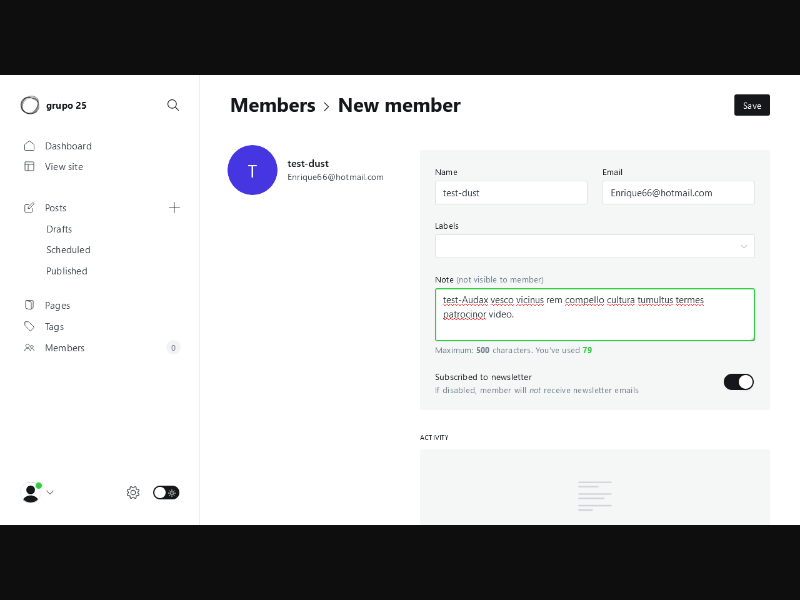 grupo 25
Dashboard
View site
Posts
Drafts
Scheduled
Published
Pages
Tags
Members
0
Members > New member
Save
T
test-dust
Enrique66@hotmail.com
Name
test-dust
Email
Enrique66@hotmail.com
Labels
Note (not visible to member)
test-Audax vesco vicinus rem compello cultura tumultus termes
patrocinor video.
Maximum: 500 characters. You've used 79
Subscribed to newsletter
If disabled, member will not receive newsletter emails
ACTIVITY